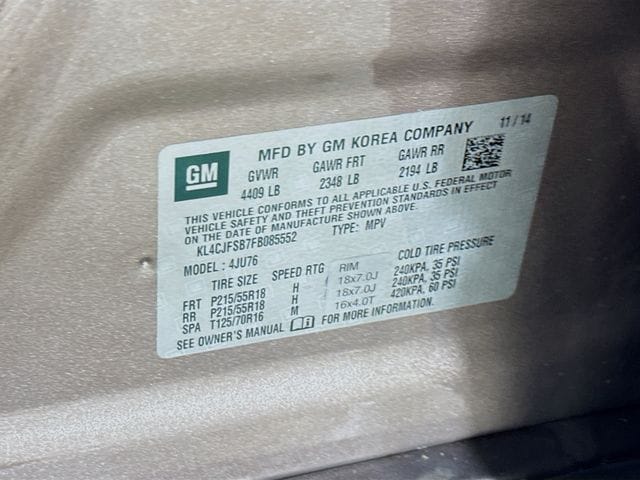 GM
MFD BY GM KOREA COMPANY 11/14
GVWR GAWR FRT GAWR RR
4409 LB 2348 LB 2194 LB
THIS VEHICLE CONFORMS TO ALL APPLICABLE U.S. FEDERAL MOTOR
VEHICLE SAFETY AND THEFT PREVENTION STANDARDS IN EFFECT
ON THE DATE OF MANUFACTURE SHOWN ABOVE.
KL4CJFSB7FB085552 TYPE: MPV
MODEL: 4JU76
TIRE SIZE SPEED RTG RIM COLD TIRE PRESSURE
FRT P215/55R18 H 18x7.0J 240KPA, 35 PSI
RR P215/55R18 H 18x7.0J 240KPA, 35 PSI
SPA T125/70R16 M 16x4.0T 420KPA, 60 PSI
SEE OWNER'S MANUAL FOR MORE INFORMATION